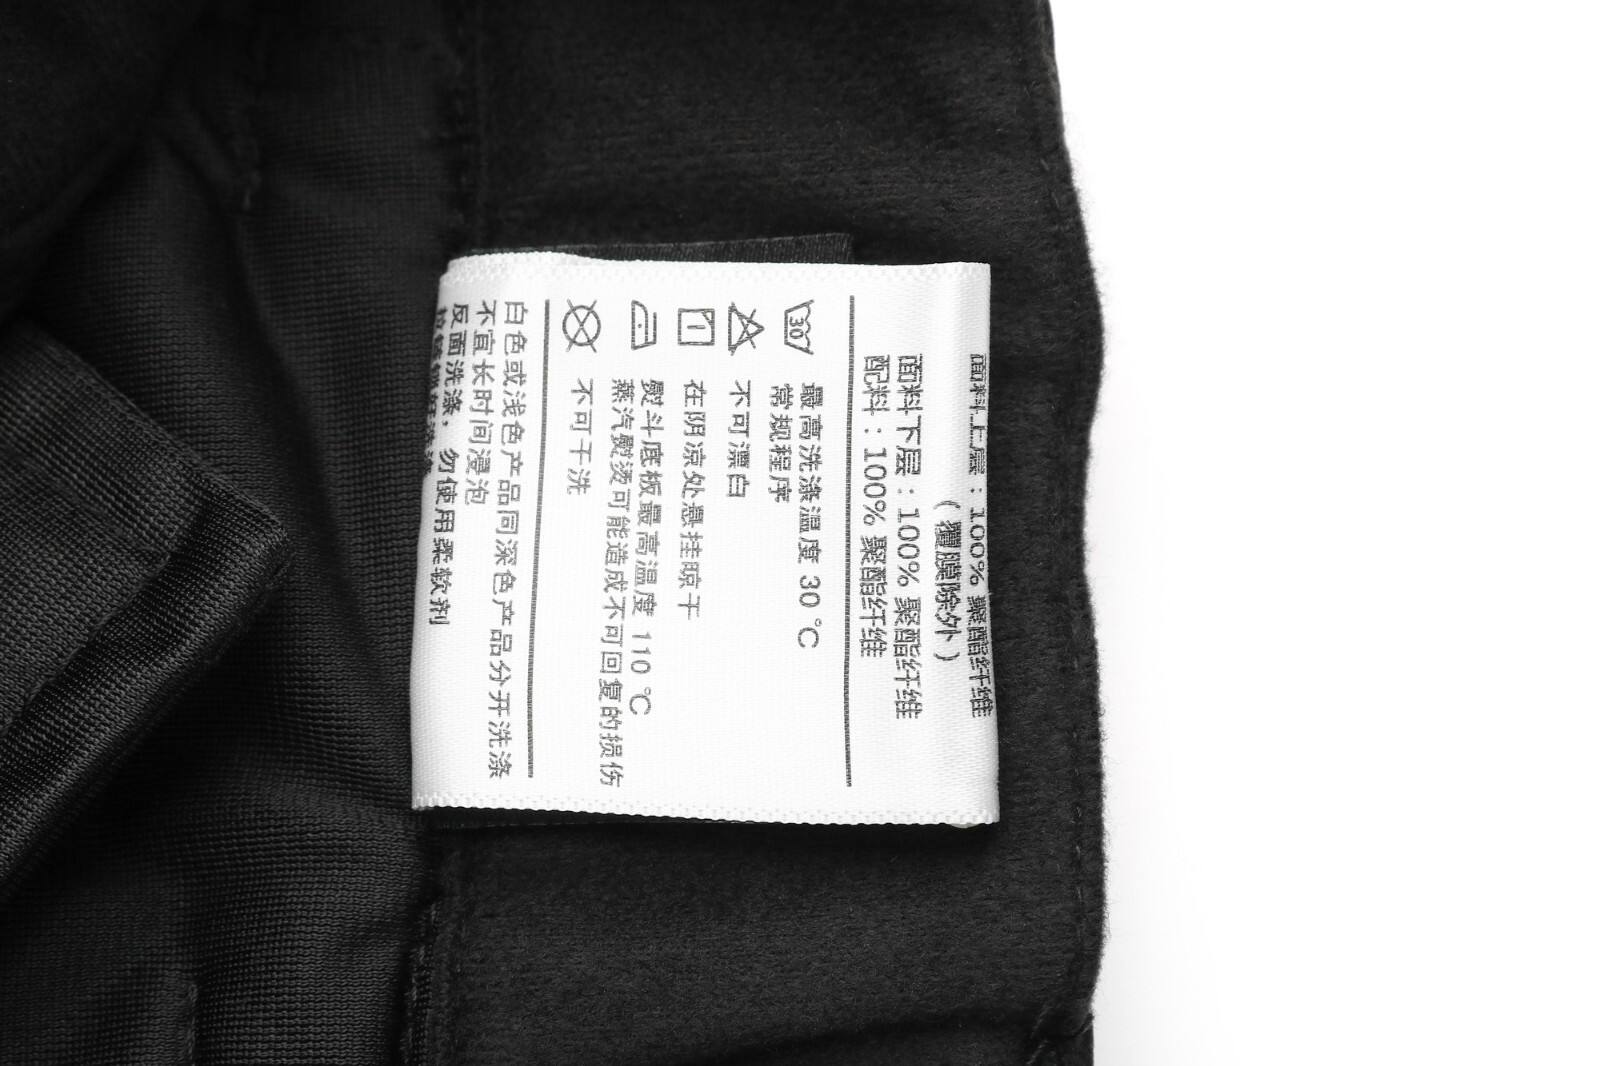 面料上层：100% 聚酯纤维
（覆膜除外）
面料下层：100% 聚酯纤维
配料：100% 聚酯纤维
30
最高洗涤温度 30 ℃
常规程序
不可漂白
在阴凉处悬挂晾干
熨斗底板最高温度 110 ℃
蒸汽熨烫可能造成不可回复的损伤
不可干洗
白色或浅色产品同深色产品分开洗涤
不宜长时间浸泡
反面洗涤，勿使用柔软剂